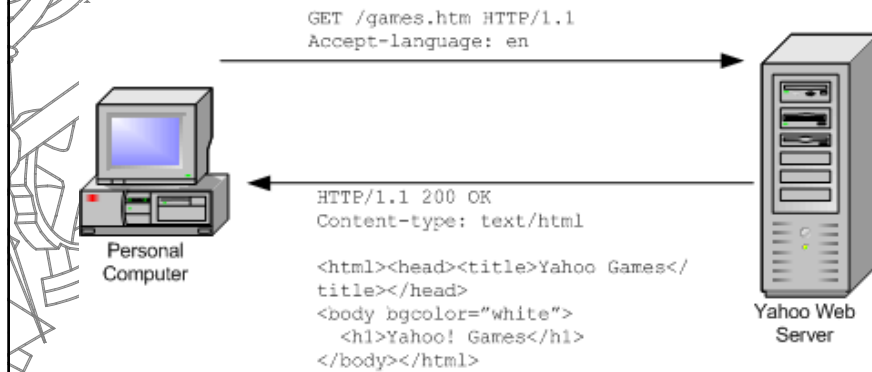 GET /games.htm HTTP/1.1
Accept-language: en
HTTP/1.1 200 OK
Content-type: text/html
<html><head><title>Yahoo Games</
title></head>
<body bgcolor=”white”>
<h1>Yahoo! Games</h1>
</body></html>
Personal
Computer
Yahoo Web
Server